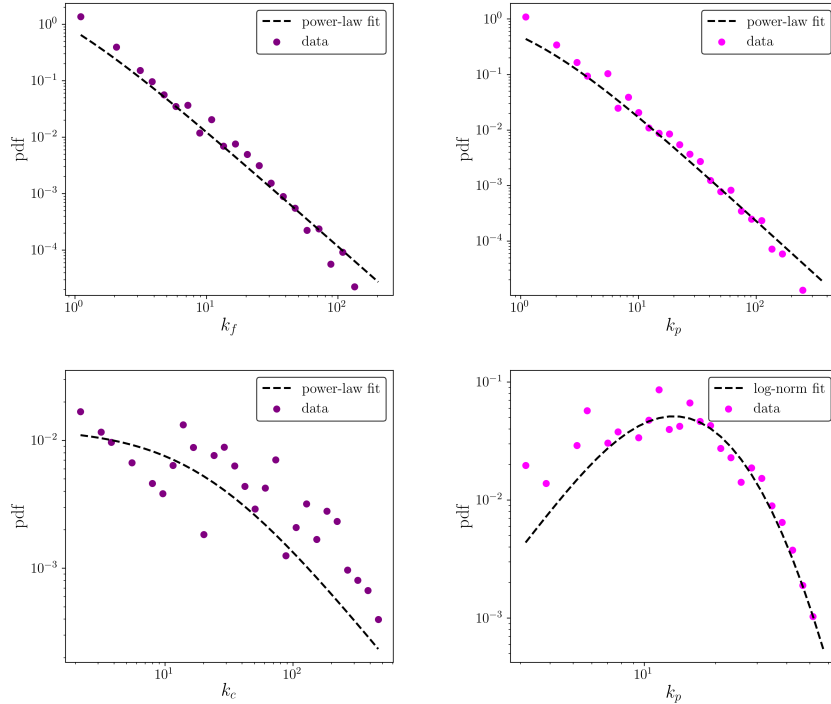 power-law fit
data
pdf
10^0
10^-1
10^-2
10^-3
10^-4
10^0
10^1
10^2
k_f
power-law fit
data
pdf
10^0
10^-1
10^-2
10^-3
10^-4
10^0
10^1
10^2
k_p
power-law fit
data
pdf
10^-2
10^-3
10^1
10^2
k_c
log-norm fit
data
pdf
10^-1
10^-2
10^-3
10^1
k_p